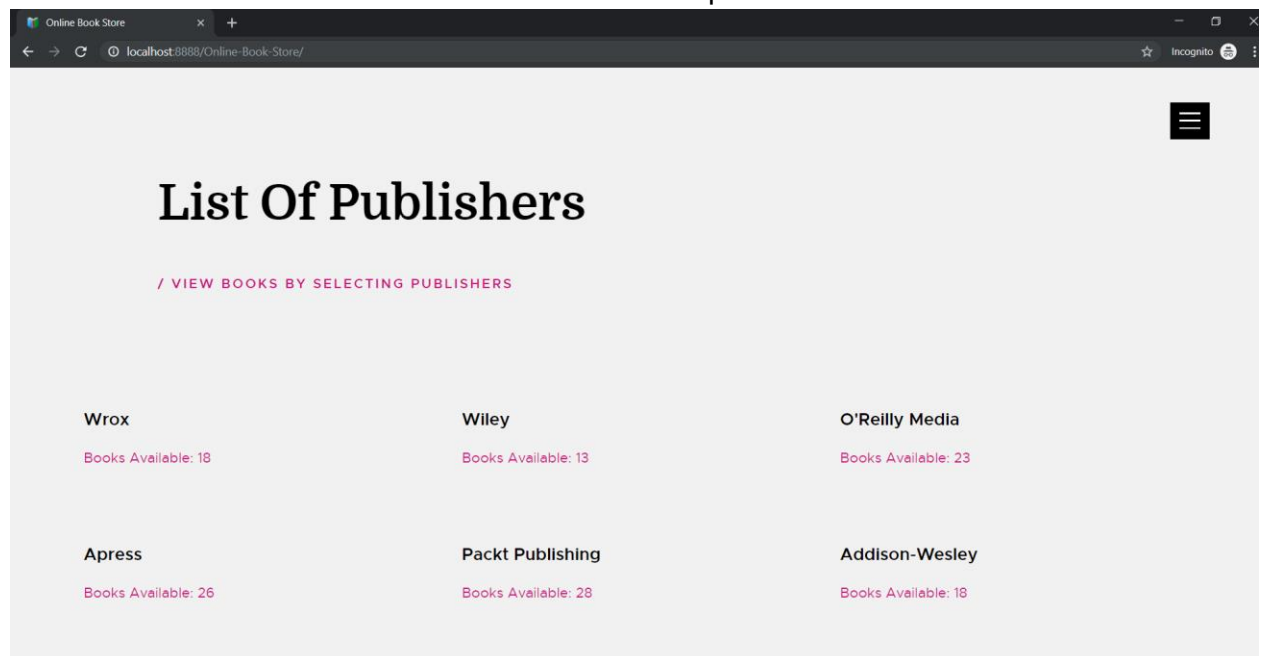 Online Book Store
localhost:8888/Online-Book-Store/
Incognito
List Of Publishers
/ VIEW BOOKS BY SELECTING PUBLISHERS
Wrox
Books Available: 18
Wiley
Books Available: 13
O'Reilly Media
Books Available: 23
Apress
Books Available: 26
Packt Publishing
Books Available: 28
Addison-Wesley
Books Available: 18